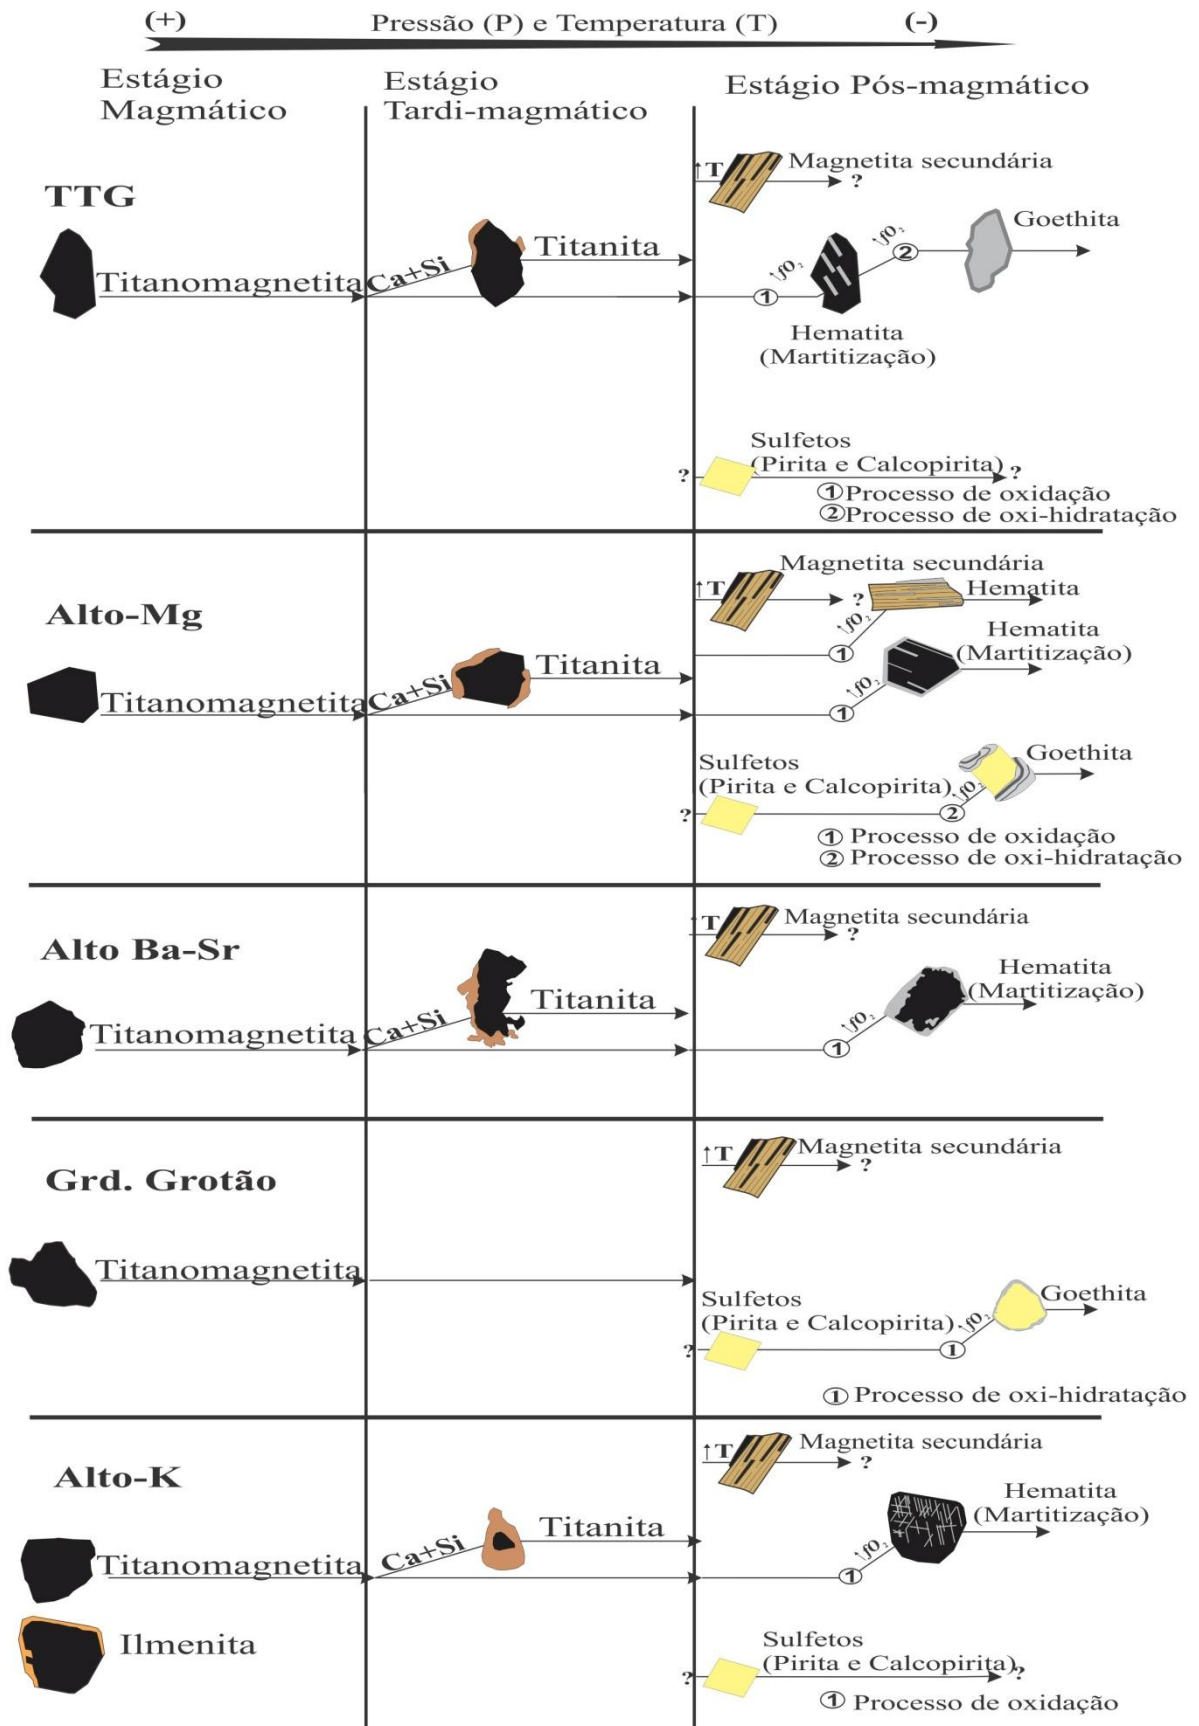 (+) Pressão (P) e Temperatura (T) (-)
Estágio
Magmático
Estágio
Tardi-magmático
Estágio Pós-magmático
TTG
Titanomagnetita
Ca+Si
Titanita
↑T
Magnetita secundária
?
1
↑fO2
Hematita
(Martitização)
↑fO2
2
Goethita
?
Sulfetos
(Pirita e Calcopirita)
?
1 Processo de oxidação
2 Processo de oxi-hidratação
Alto-Mg
Titanomagnetita
Ca+Si
Titanita
↑T
Magnetita secundária
?
1
↑fO2
Hematita
1
↑fO2
Hematita
(Martitização)
?
Sulfetos
(Pirita e Calcopirita)
2
↑fO2
Goethita
1 Processo de oxidação
2 Processo de oxi-hidratação
Alto Ba-Sr
Titanomagnetita
Ca+Si
Titanita
↑T
Magnetita secundária
?
1
↑fO2
Hematita
(Martitização)
Grd. Grotão
Titanomagnetita
↑T
Magnetita secundária
?
?
Sulfetos
(Pirita e Calcopirita)
1
↑fO2
Goethita
1 Processo de oxi-hidratação
Alto-K
Titanomagnetita
Ca+Si
Titanita
↑T
Magnetita secundária
?
1
↑fO2
Hematita
(Martitização)
Ilmenita
?
Sulfetos
(Pirita e Calcopirita)
?
1 Processo de oxidação